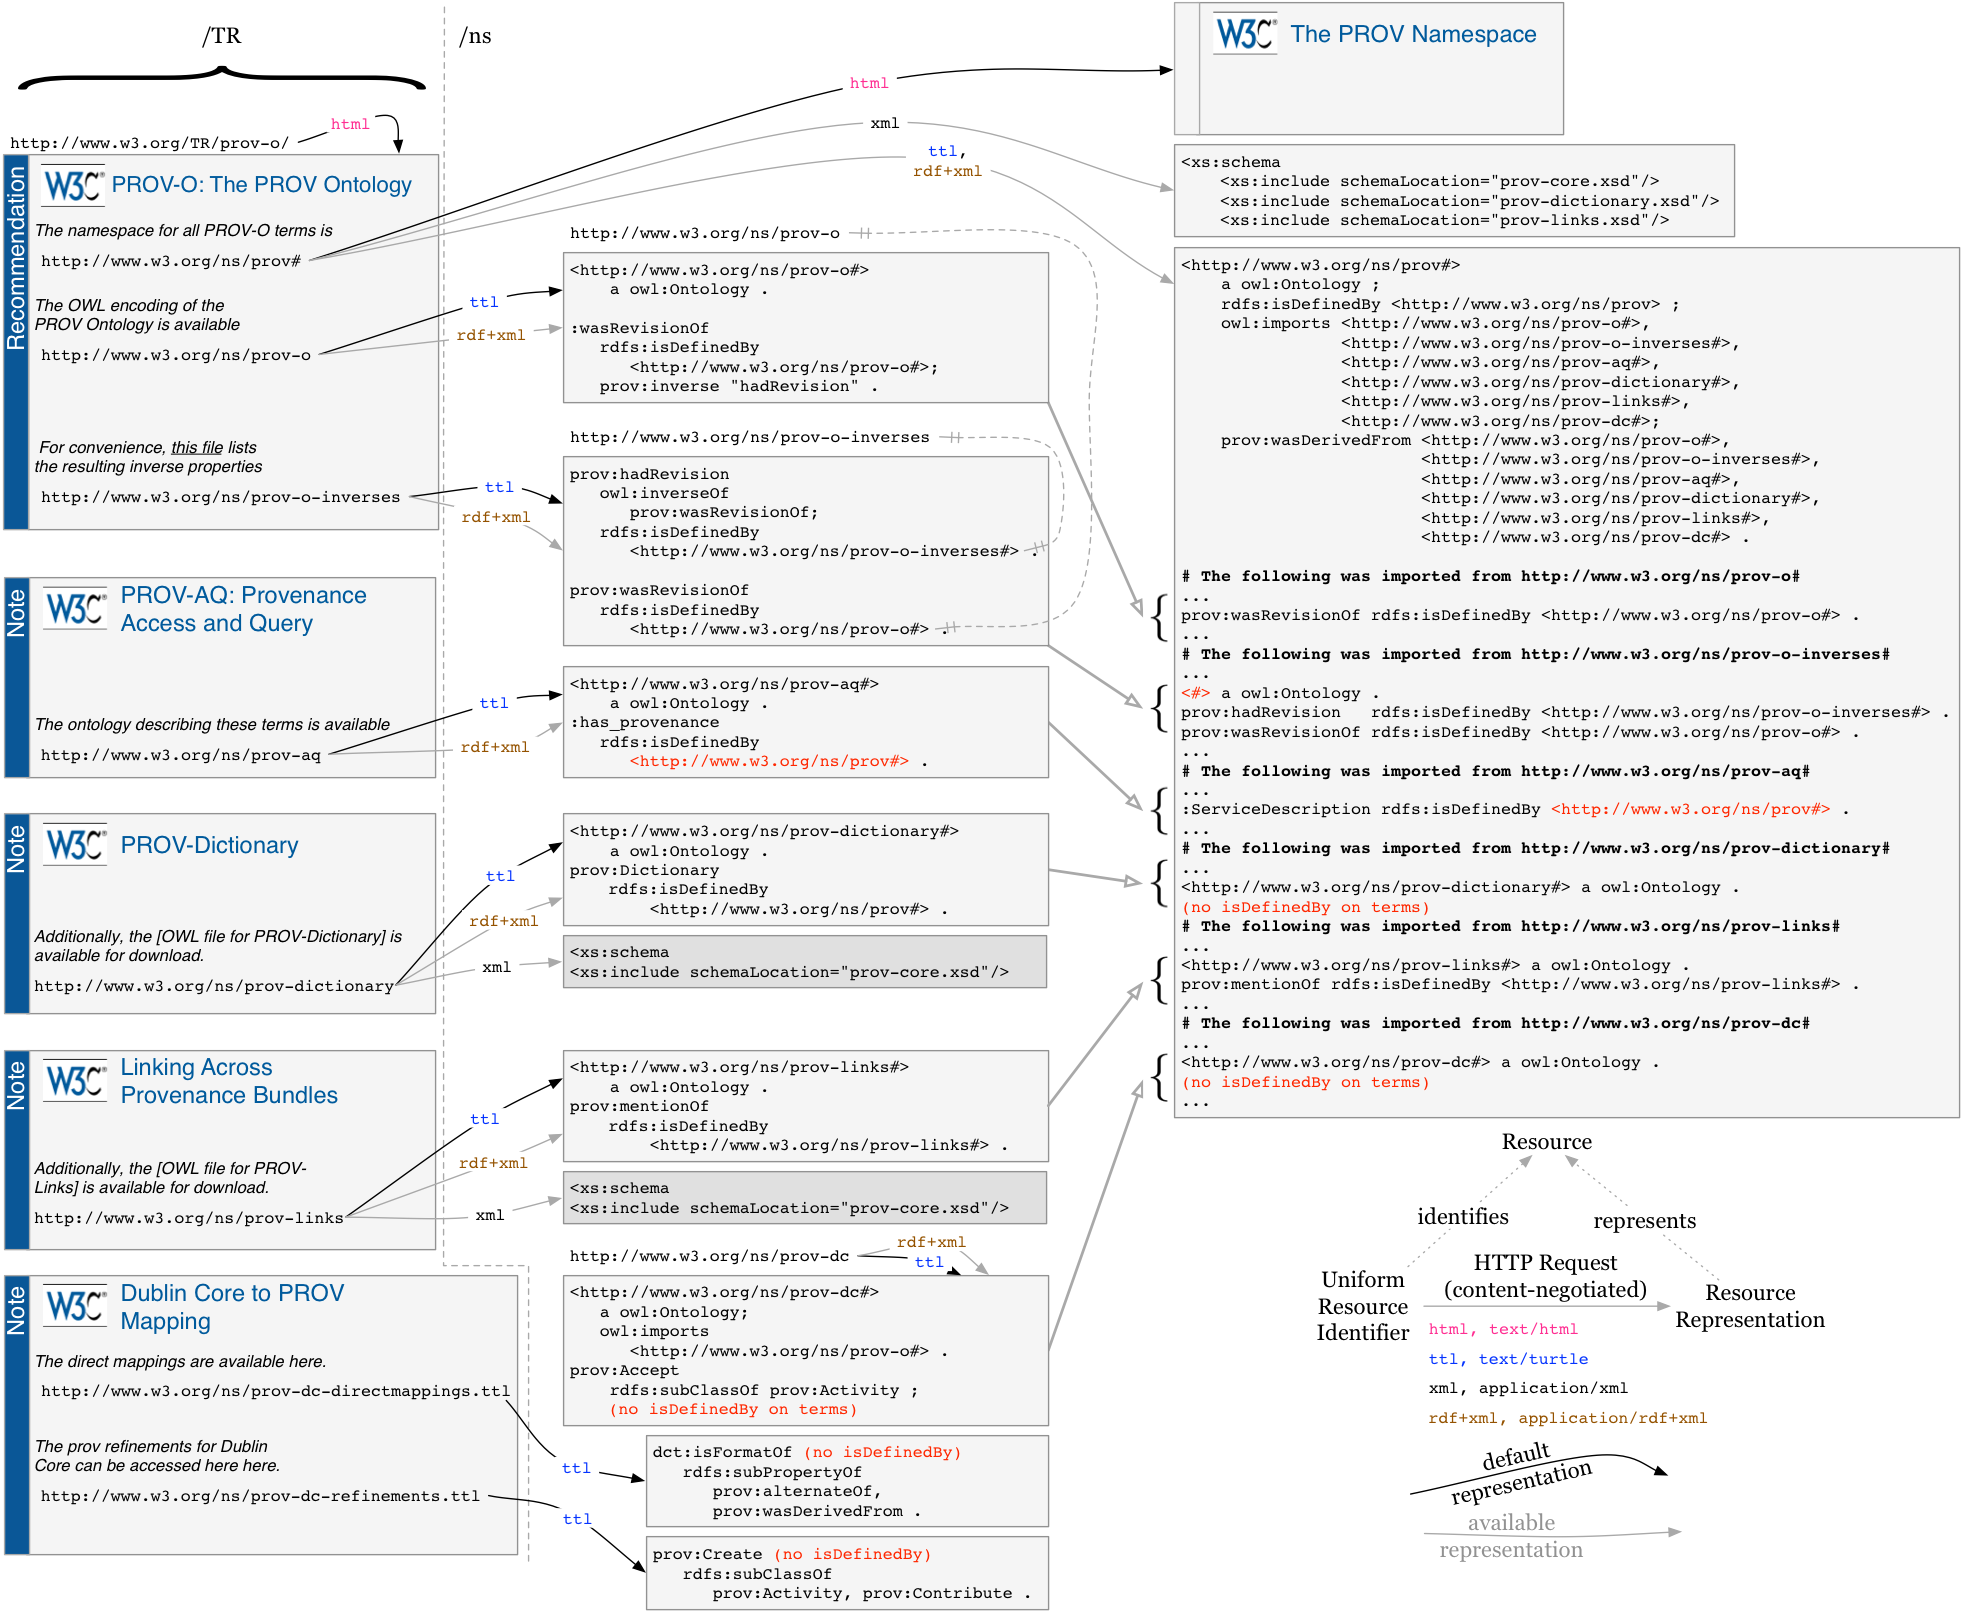 /TR
/ns
http://www.w3.org/TR/prov-o/
html
Recommendation
W3C®
PROV-O: The PROV Ontology
The namespace for all PROV-O terms is
http://www.w3.org/ns/prov#
The OWL encoding of the
PROV Ontology is available
http://www.w3.org/ns/prov-o
For convenience, this file lists
the resulting inverse properties
http://www.w3.org/ns/prov-o-inverses
Note
W3C®
PROV-AQ: Provenance
Access and Query
The ontology describing these terms is available
http://www.w3.org/ns/prov-aq
Note
W3C®
PROV-Dictionary
Additionally, the [OWL file for PROV-Dictionary] is
available for download.
http://www.w3.org/ns/prov-dictionary
Note
W3C®
Linking Across
Provenance Bundles
Additionally, the [OWL file for PROV-
Links] is available for download.
http://www.w3.org/ns/prov-links
Note
W3C®
Dublin Core to PROV
Mapping
The direct mappings are available here.
http://www.w3.org/ns/prov-dc-directmappings.ttl
The prov refinements for Dublin
Core can be accessed here here.
http://www.w3.org/ns/prov-dc-refinements.ttl
html
xml
ttl,
rdf+xml
ttl
rdf+xml
http://www.w3.org/ns/prov-o
<http://www.w3.org/ns/prov-o#>
a owl:Ontology .
:wasRevisionOf
rdfs:isDefinedBy
<http://www.w3.org/ns/prov-o#>;
prov:inverse "hadRevision" .
ttl
rdf+xml
http://www.w3.org/ns/prov-o-inverses
prov:hadRevision
owl:inverseOf
prov:wasRevisionOf;
rdfs:isDefinedBy
<http://www.w3.org/ns/prov-o-inverses#> .
prov:wasRevisionOf
rdfs:isDefinedBy
<http://www.w3.org/ns/prov-o#> .
ttl
rdf+xml
<http://www.w3.org/ns/prov-aq#>
a owl:Ontology .
:has_provenance
rdfs:isDefinedBy
<http://www.w3.org/ns/prov#> .
ttl
rdf+xml
xml
<http://www.w3.org/ns/prov-dictionary#>
a owl:Ontology .
prov:Dictionary
rdfs:isDefinedBy
<http://www.w3.org/ns/prov#> .
<xs:schema
<xs:include schemaLocation="prov-core.xsd"/>
ttl
rdf+xml
xml
<http://www.w3.org/ns/prov-links#>
a owl:Ontology .
prov:mentionOf
rdfs:isDefinedBy
<http://www.w3.org/ns/prov-links#> .
<xs:schema
<xs:include schemaLocation="prov-core.xsd"/>
http://www.w3.org/ns/prov-dc
rdf+xml
ttl
<http://www.w3.org/ns/prov-dc#>
a owl:Ontology;
owl:imports
<http://www.w3.org/ns/prov-o#> .
prov:Accept
rdfs:subClassOf prov:Activity ;
(no isDefinedBy on terms)
ttl
dct:isFormatOf (no isDefinedBy)
rdfs:subPropertyOf
prov:alternateOf,
prov:wasDerivedFrom .
ttl
prov:Create (no isDefinedBy)
rdfs:subClassOf
prov:Activity, prov:Contribute .
W3C®
The PROV Namespace
<xs:schema
<xs:include schemaLocation="prov-core.xsd"/>
<xs:include schemaLocation="prov-dictionary.xsd"/>
<xs:include schemaLocation="prov-links.xsd"/>
<http://www.w3.org/ns/prov#>
a owl:Ontology ;
rdfs:isDefinedBy <http://www.w3.org/ns/prov> ;
owl:imports <http://www.w3.org/ns/prov-o#>,
<http://www.w3.org/ns/prov-o-inverses#>,
<http://www.w3.org/ns/prov-aq#>,
<http://www.w3.org/ns/prov-dictionary#>,
<http://www.w3.org/ns/prov-links#>,
<http://www.w3.org/ns/prov-dc#>;
prov:wasDerivedFrom <http://www.w3.org/ns/prov-o#>,
<http://www.w3.org/ns/prov-o-inverses#>,
<http://www.w3.org/ns/prov-aq#>,
<http://www.w3.org/ns/prov-dictionary#>,
<http://www.w3.org/ns/prov-links#>,
<http://www.w3.org/ns/prov-dc#> .
# The following was imported from http://www.w3.org/ns/prov-o#
...
prov:wasRevisionOf rdfs:isDefinedBy <http://www.w3.org/ns/prov-o#> .
...
# The following was imported from http://www.w3.org/ns/prov-o-inverses#
...
<#> a owl:Ontology .
prov:hadRevision rdfs:isDefinedBy <http://www.w3.org/ns/prov-o-inverses#> .
prov:wasRevisionOf rdfs:isDefinedBy <http://www.w3.org/ns/prov-o#> .
...
# The following was imported from http://www.w3.org/ns/prov-aq#
...
:ServiceDescription rdfs:isDefinedBy <http://www.w3.org/ns/prov#> .
...
# The following was imported from http://www.w3.org/ns/prov-dictionary#
...
<http://www.w3.org/ns/prov-dictionary#> a owl:Ontology .
(no isDefinedBy on terms)
# The following was imported from http://www.w3.org/ns/prov-links#
...
<http://www.w3.org/ns/prov-links#> a owl:Ontology .
prov:mentionOf rdfs:isDefinedBy <http://www.w3.org/ns/prov-links#> .
...
# The following was imported from http://www.w3.org/ns/prov-dc#
...
<http://www.w3.org/ns/prov-dc#> a owl:Ontology .
(no isDefinedBy on terms)
...
Resource
identifies
represents
HTTP Request
(content-negotiated)
Uniform
Resource
Identifier
Resource
Representation
html, text/html
ttl, text/turtle
xml, application/xml
rdf+xml, application/rdf+xml
default
representation
available
representation